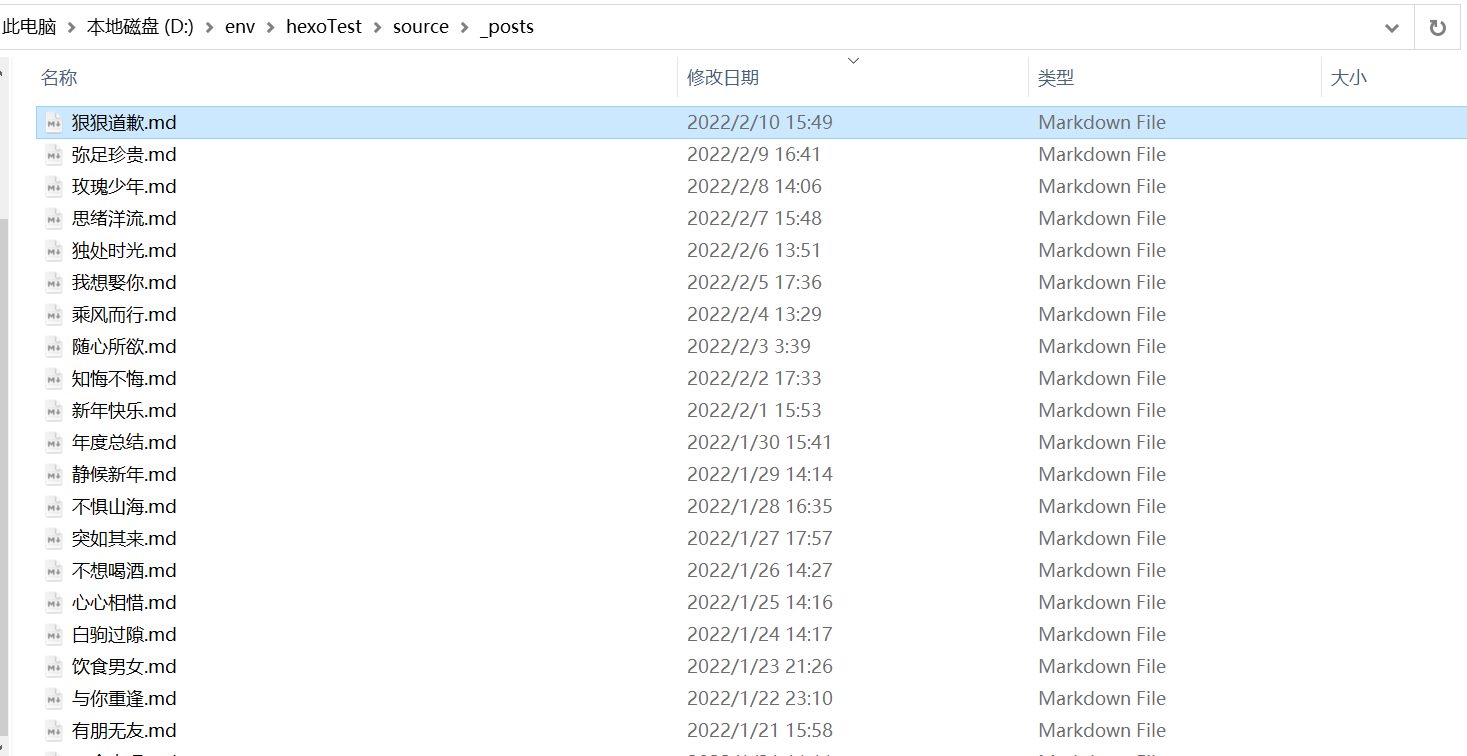 此电脑 > 本地磁盘 (D:) > env > hexoTest > source > _posts
名称 修改日期 类型 大小
狠狠道歉.md 2022/2/10 15:49 Markdown File
弥足珍贵.md 2022/2/9 16:41 Markdown File
玫瑰少年.md 2022/2/8 14:06 Markdown File
思绪洋流.md 2022/2/7 15:48 Markdown File
独处时光.md 2022/2/6 13:51 Markdown File
我想娶你.md 2022/2/5 17:36 Markdown File
乘风而行.md 2022/2/4 13:29 Markdown File
随心所欲.md 2022/2/3 3:39 Markdown File
知悔不悔.md 2022/2/2 17:33 Markdown File
新年快乐.md 2022/2/1 15:53 Markdown File
年度总结.md 2022/1/30 15:41 Markdown File
静候新年.md 2022/1/29 14:14 Markdown File
不惧山海.md 2022/1/28 16:35 Markdown File
突如其来.md 2022/1/27 17:57 Markdown File
不想喝酒.md 2022/1/26 14:27 Markdown File
心心相惜.md 2022/1/25 14:16 Markdown File
白驹过隙.md 2022/1/24 14:17 Markdown File
饮食男女.md 2022/1/23 21:26 Markdown File
与你重逢.md 2022/1/22 23:10 Markdown File
有朋无友.md 2022/1/21 15:58 Markdown File